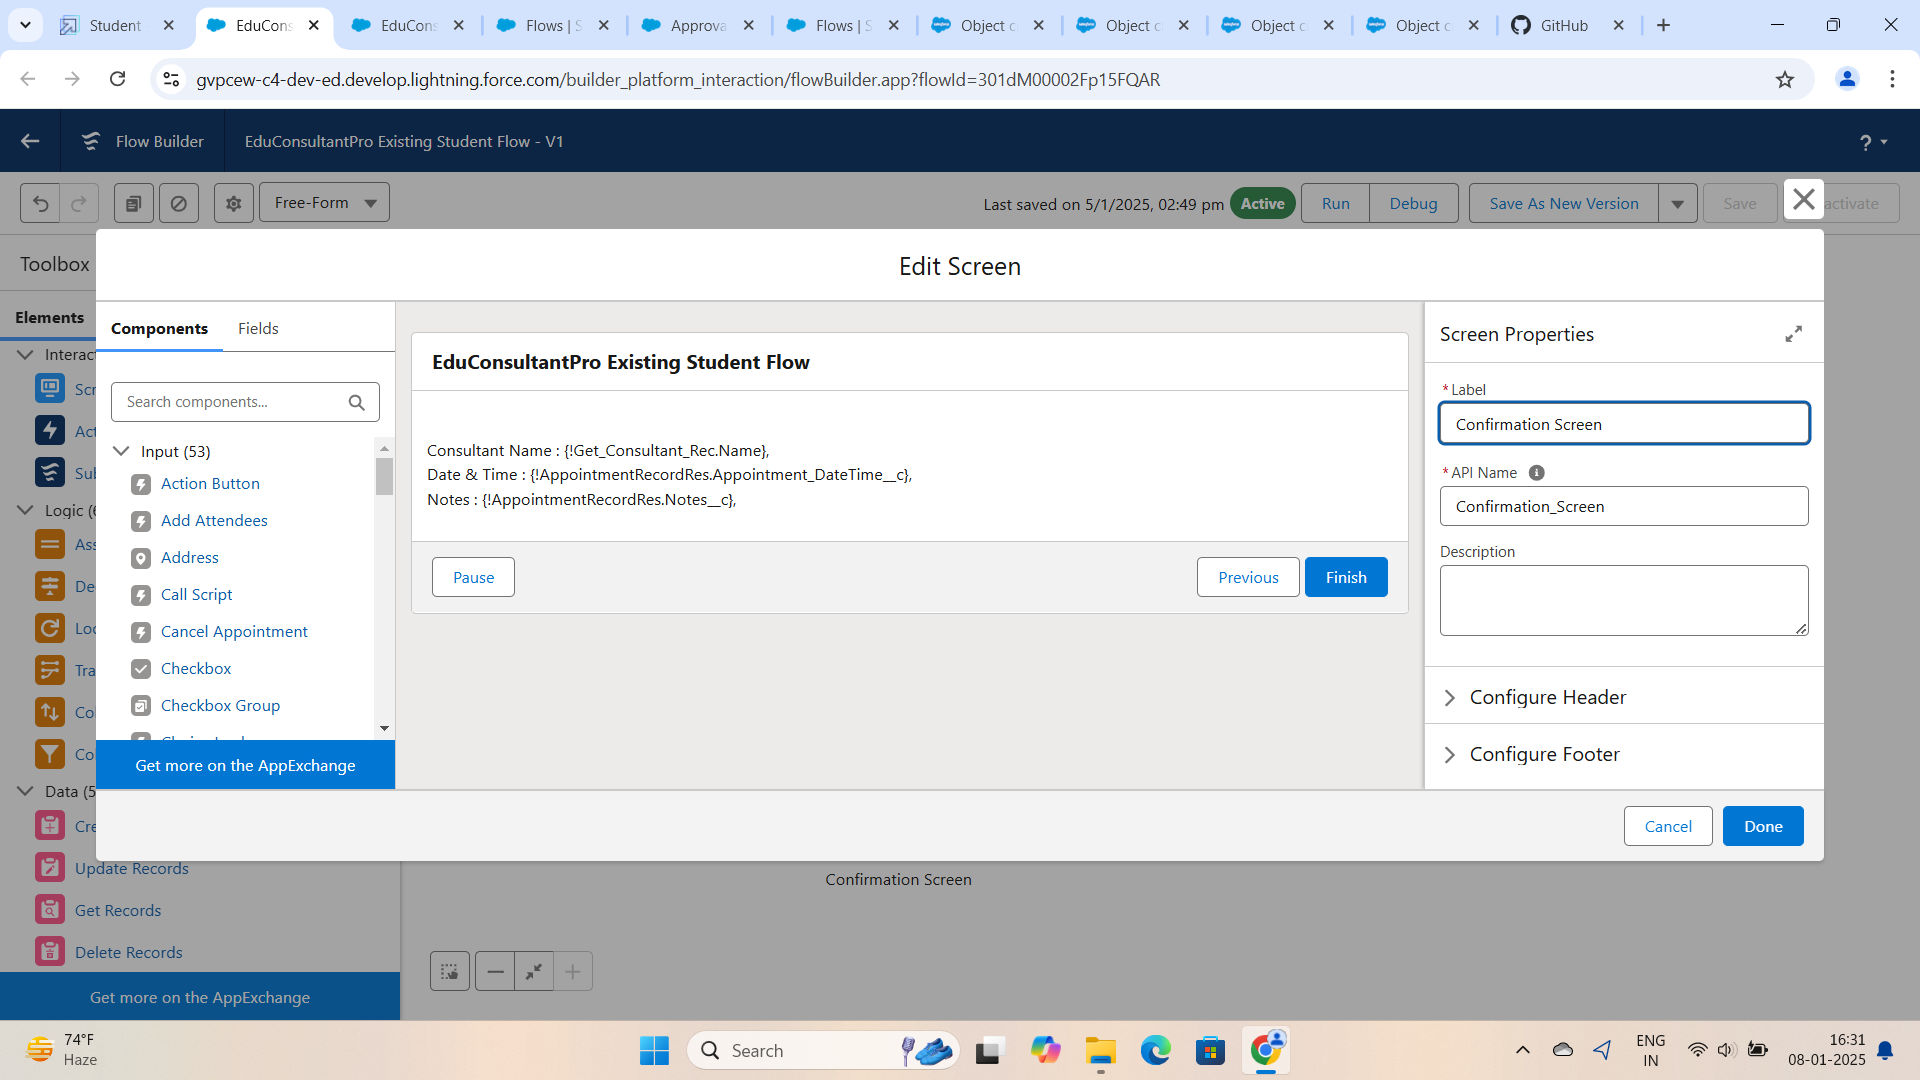 Student
EduCons
EduCons
Flows | S
Approva
Flows | S
Object c
Object c
Object c
Object c
GitHub
gvpcew-c4-dev-ed.develop.lightning.force.com/builder_platform_interaction/flowBuilder.app?flowId=301dM00002Fp15FQAR
Flow Builder
EduConsultantPro Existing Student Flow - V1
?
Free-Form
Last saved on 5/1/2025, 02:49 pm
Active
Run
Debug
Save As New Version
Save
activate
Toolbox
Edit Screen
Elements
Components
Fields
Screen Properties
Interac
Scr
Act
Sub
Logic (6
Ass
De
Loo
Tra
Col
Co
Data (5
Cre
Update Records
Get Records
Delete Records
Get more on the AppExchange
Search components...
Input (53)
Action Button
Add Attendees
Address
Call Script
Cancel Appointment
Checkbox
Checkbox Group
Get more on the AppExchange
EduConsultantPro Existing Student Flow
Consultant Name : {!Get_Consultant_Rec.Name},
Date & Time : {!AppointmentRecordRes.Appointment_DateTime__c},
Notes : {!AppointmentRecordRes.Notes__c},
Pause
Previous
Finish
* Label
Confirmation Screen
* API Name
Confirmation_Screen
Description
Configure Header
Configure Footer
Cancel
Done
Confirmation Screen
74°F
Haze
Search
ENG
IN
16:31
08-01-2025